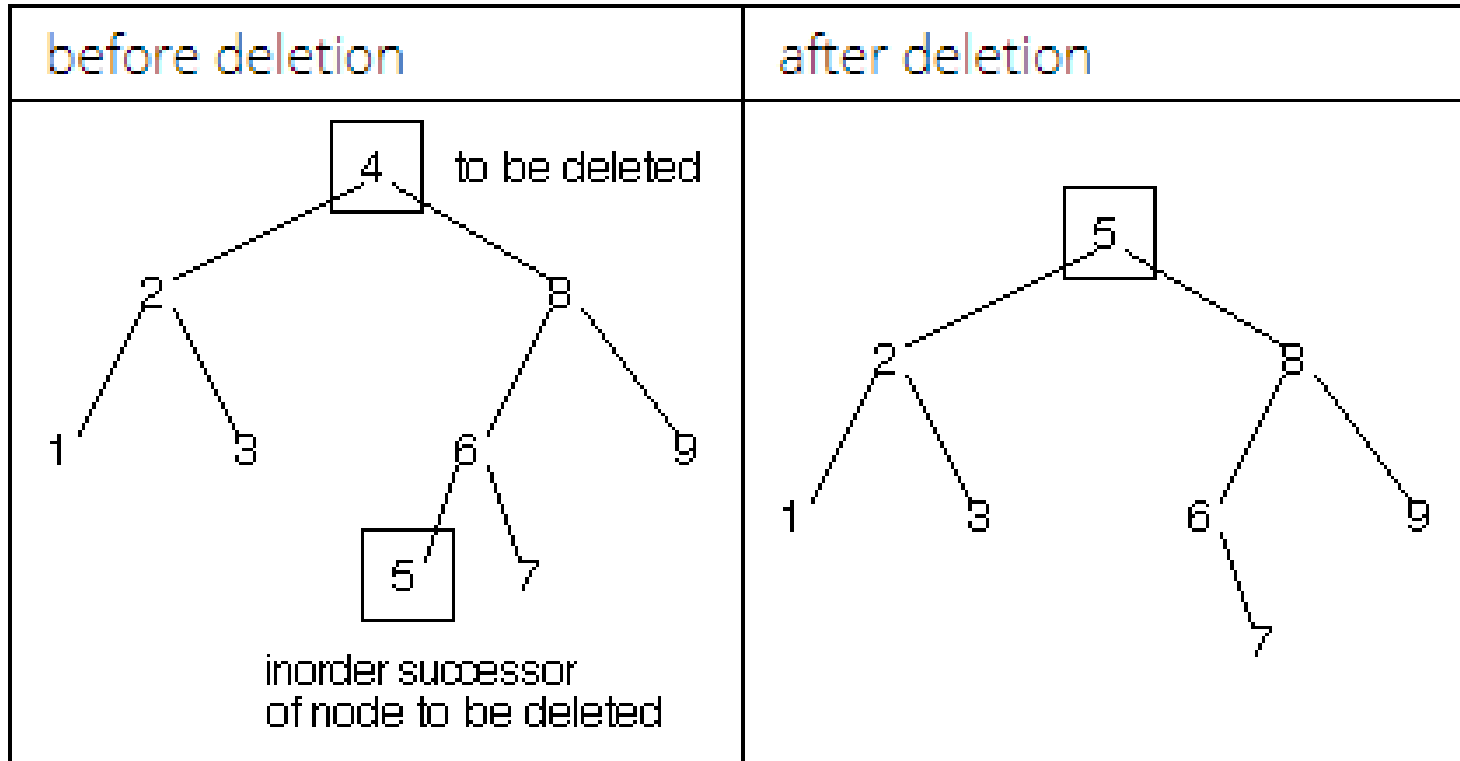 before deletion
after deletion
4 to be deleted
2 8
1 3 6 9
5 7
inorder successor
of node to be deleted
5
2 8
1 3 6 9
7